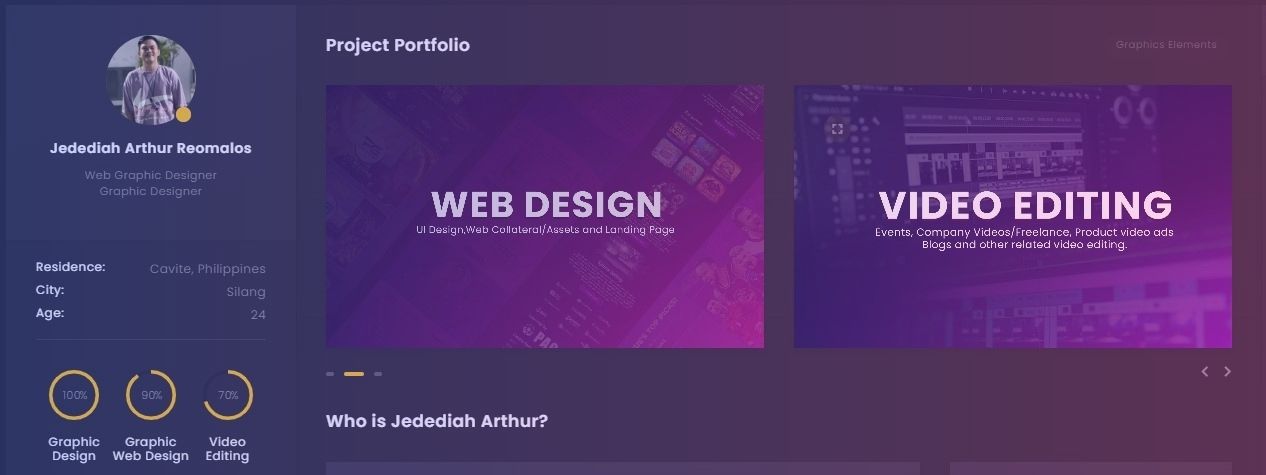 Jedediah Arthur Reomalos
Web Graphic Designer
Graphic Designer
Residence: Cavite, Philippines
City: Silang
Age: 24
100%
90%
70%
Graphic
Design
Graphic
Web Design
Video
Editing
Project Portfolio
Graphics Elements
WEB DESIGN
UI Design,Web Collateral/Assets and Landing Page
VIDEO EDITING
Events, Company Videos/Freelance, Product video ads
Blogs and other related video editing.
Who is Jedediah Arthur?